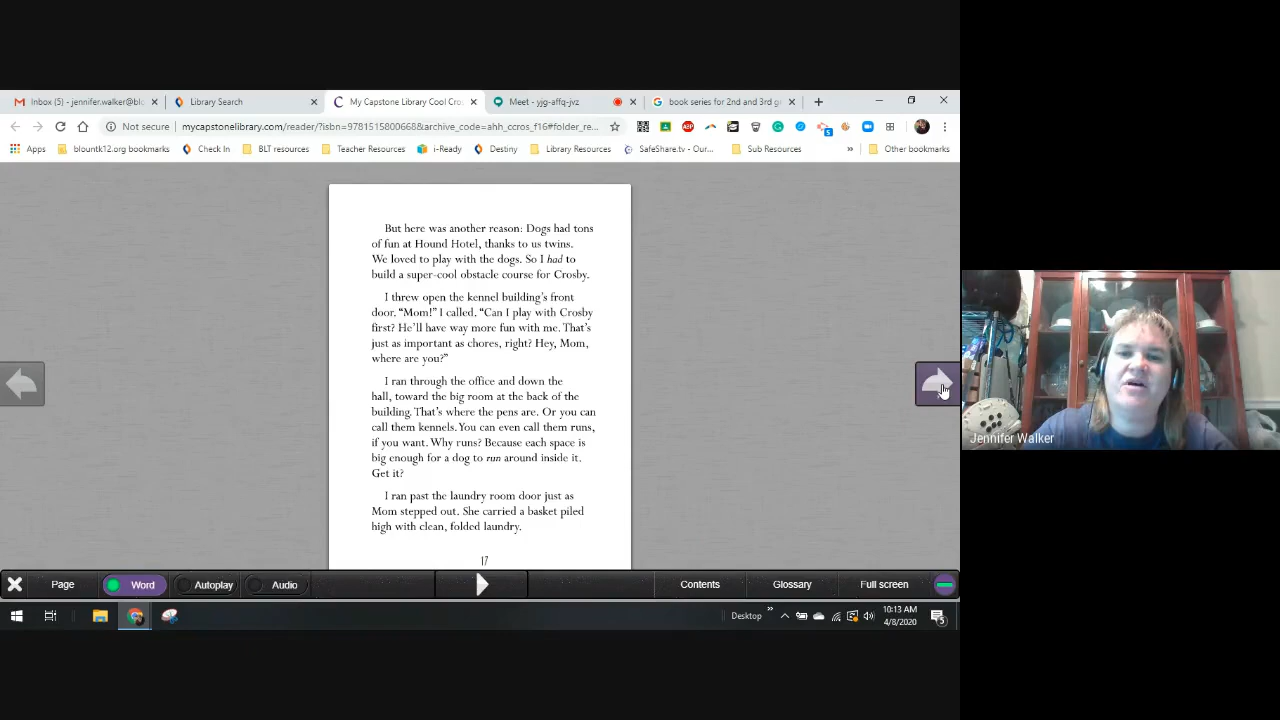 Inbox (5) - jennifer.walker@blo
Library Search
My Capstone Library Cool Cro
Meet - yjg-affq-jvz
book series for 2nd and 3rd g
Not secure
mycapstonelibrary.com/reader/?isbn=9781515800668&archive_code=ahh_ccros_f16#folder_re...
Apps
blountk12.org bookmarks
Check In
BLT resources
Teacher Resources
i-Ready
Destiny
Library Resources
SafeShare.tv - Our...
Sub Resources
»
Other bookmarks
But here was another reason: Dogs had tons
of fun at Hound Hotel, thanks to us twins.
We loved to play with the dogs. So I had to
build a super-cool obstacle course for Crosby.
I threw open the kennel building's front
door. “Mom!” I called. “Can I play with Crosby
first? He'll have way more fun with me. That's
just as important as chores, right? Hey, Mom,
where are you?”
I ran through the office and down the
hall, toward the big room at the back of the
building. That's where the pens are. Or you can
call them kennels. You can even call them runs,
if you want. Why runs? Because each space is
big enough for a dog to run around inside it.
Get it?
I ran past the laundry room door just as
Mom stepped out. She carried a basket piled
high with clean, folded laundry.
17
Jennifer Walker
Page
Word
Autoplay
Audio
Contents
Glossary
Full screen
Desktop
»
10:13 AM
4/8/2020
5